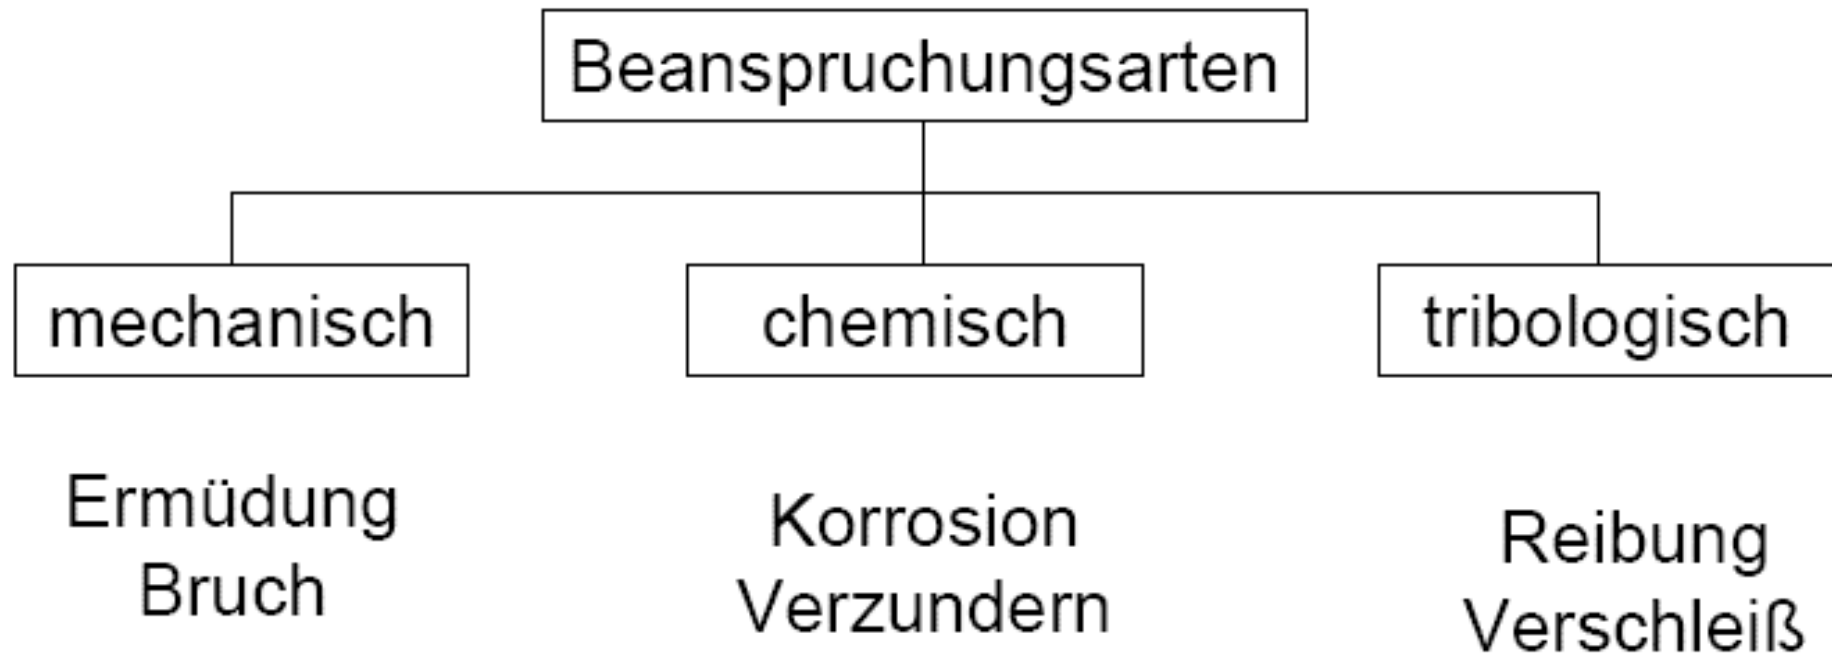 Beanspruchungsarten
mechanisch
chemisch
tribologisch
Ermüdung
Bruch
Korrosion
Verzundern
Reibung
Verschleiß